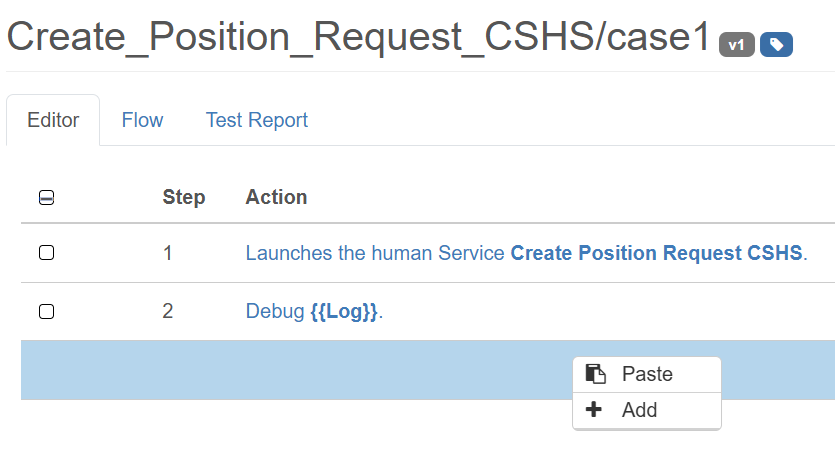 Create_Position_Request_CSHS/case1 v1
Editor Flow Test Report
Step Action
1 Launches the human Service Create Position Request CSHS.
2 Debug {{Log}}.
Paste
Add